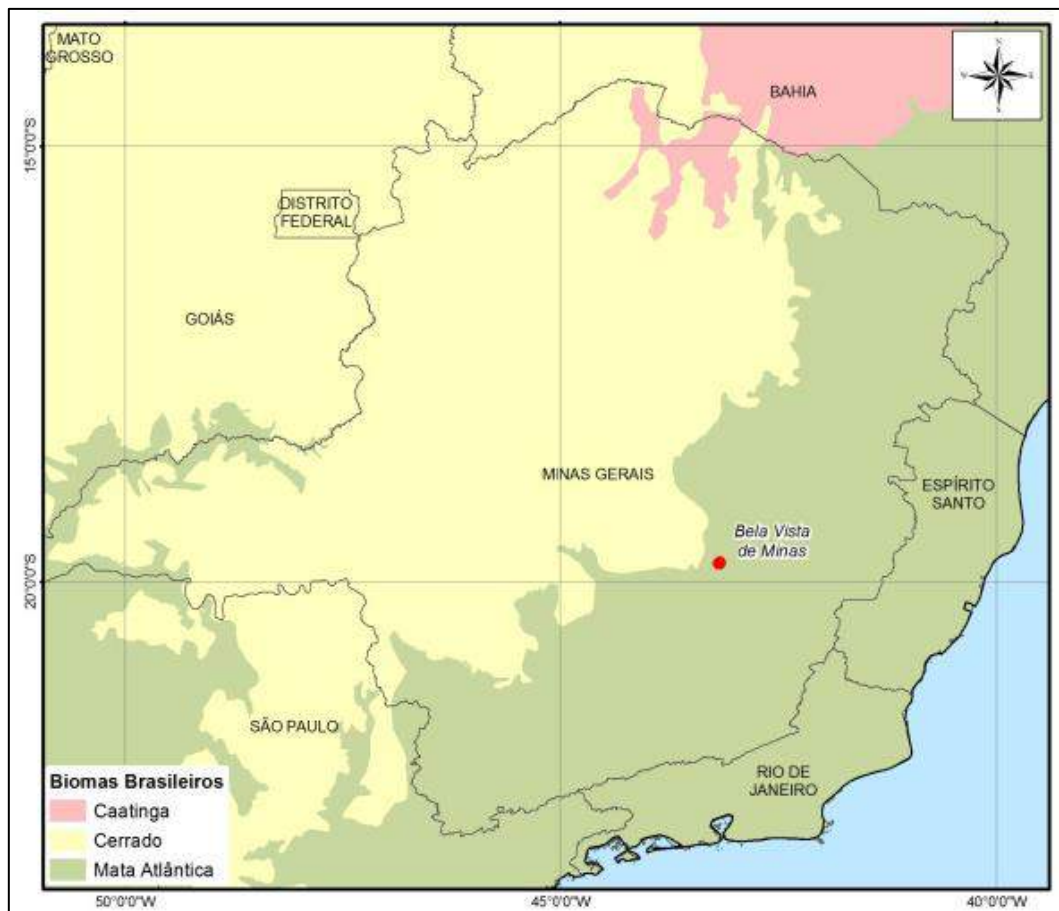 MATO
GROSSO
BAHIA
15°0'0"S
DISTRITO
FEDERAL
GOIÁS
MINAS GERAIS
ESPÍRITO
SANTO
Bela Vista
de Minas
20°0'0"S
SÃO PAULO
RIO DE
JANEIRO
Biomas Brasileiros
Caatinga
Cerrado
Mata Atlântica
50°0'0"W
45°0'0"W
40°0'0"W